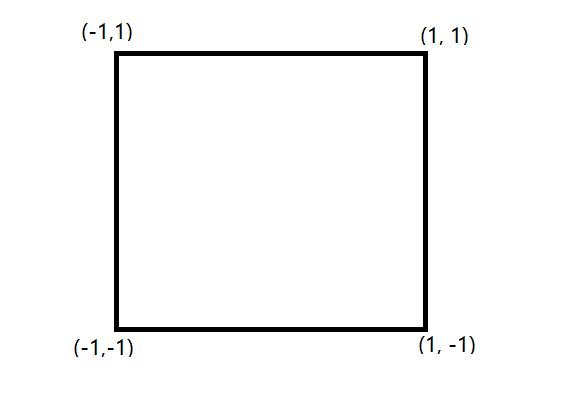 (-1,1)
(1, 1)
(-1,-1)
(1, -1)